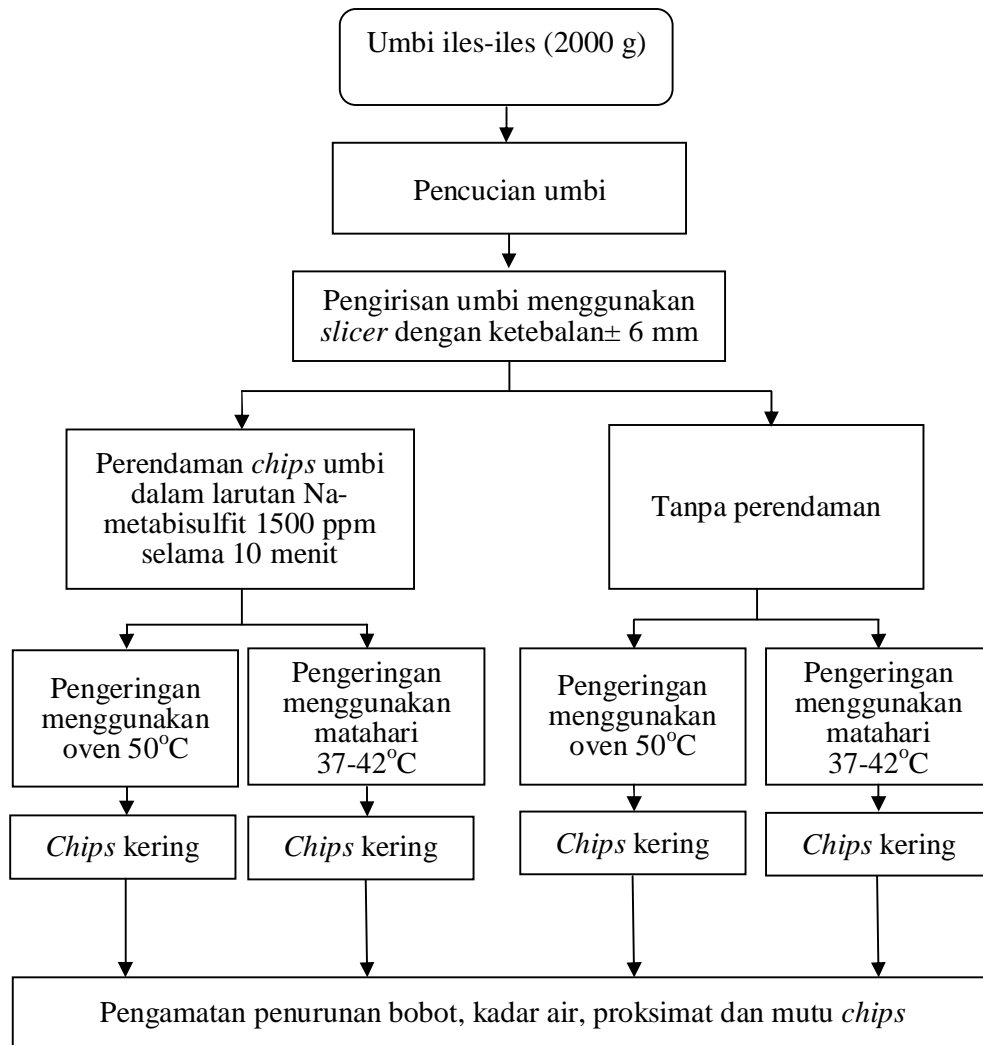 Umbi iles-iles (2000 g)
Pencucian umbi
Pengirisan umbi menggunakan
slicer dengan ketebalan± 6 mm
Perendaman chips umbi
dalam larutan Na-
metabisulfit 1500 ppm
selama 10 menit
Tanpa perendaman
Pengeringan
menggunakan
oven 50°C
Pengeringan
menggunakan
matahari
37-42°C
Pengeringan
menggunakan
oven 50°C
Pengeringan
menggunakan
matahari
37-42°C
Chips kering
Chips kering
Chips kering
Chips kering
Pengamatan penurunan bobot, kadar air, proksimat dan mutu chips